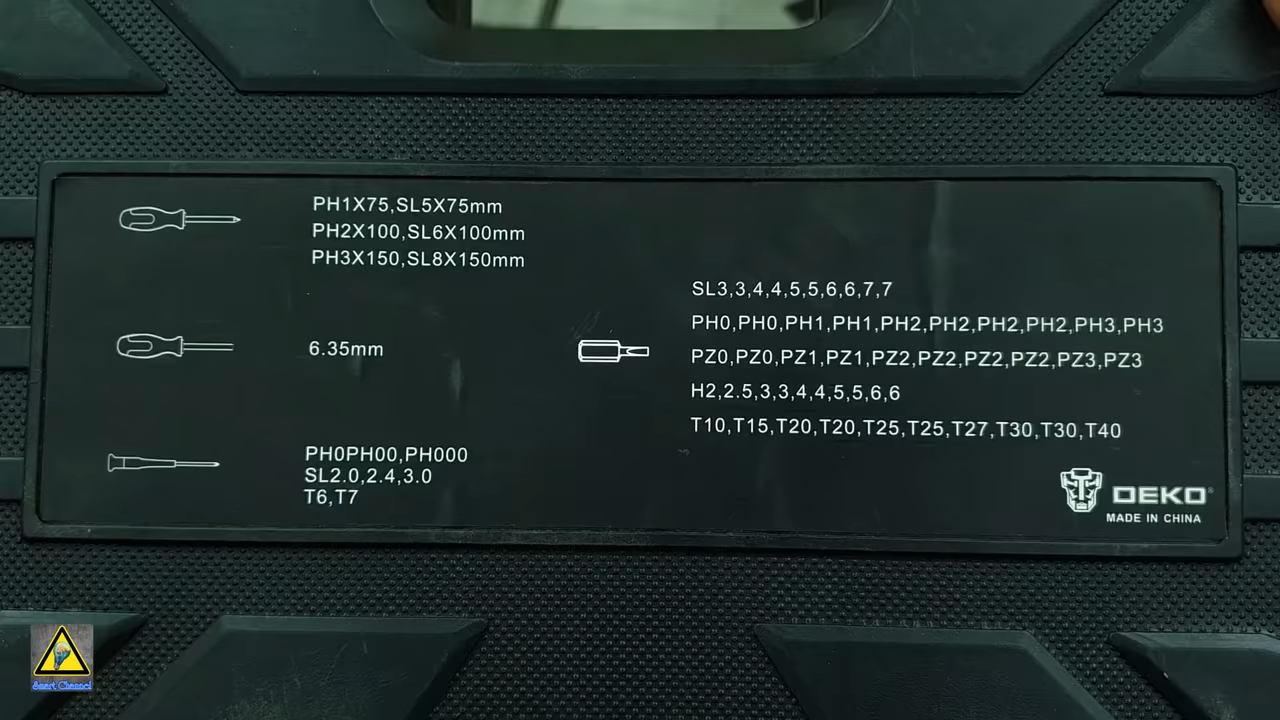 PH1X75,SL5X75mm
PH2X100,SL6X100mm
PH3X150,SL8X150mm
6.35mm
PH0PH00,PH000
SL2.0,2.4,3.0
T6,T7
SL3,3,4,4,5,5,6,6,7,7
PH0,PH0,PH1,PH1,PH2,PH2,PH2,PH2,PH3,PH3
PZ0,PZ0,PZ1,PZ1,PZ2,PZ2,PZ2,PZ2,PZ3,PZ3
H2,2.5,3,3,4,4,5,5,6,6
T10,T15,T20,T20,T25,T25,T27,T30,T30,T40
DEKO®
MADE IN CHINA
Smart Channel